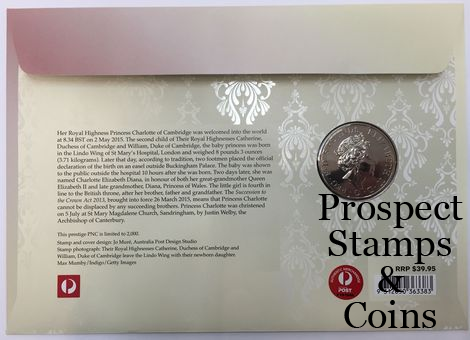 Her Royal Highness Princess Charlotte of Cambridge was welcomed into the world
at 8.34 BST on 2 May 2015. The second child of Their Royal Highnesses Catherine,
Duchess of Cambridge and William, Duke of Cambridge, the baby princess was born
in the Lindo Wing of St Mary's Hospital, London and weighed 8 pounds 3 ounces
(3.71 kilograms). Later that day, according to tradition, two footmen placed the official
declaration of the birth on an easel outside Buckingham Palace. The baby was shown
to the public outside the hospital 10 hours after she was born. Two days later, she was
named Charlotte Elizabeth Diana, in honour of both her great-grandmother Queen
Elizabeth II and late grandmother, Diana, Princess of Wales. The little girl is fourth in
line to the British throne, after her brother, father and grandfather. The Succession to
the Crown Act 2013, brought into force 26 March 2015, means that Princess Charlotte
cannot be displaced by any succeeding brothers. Princess Charlotte was christened
on 5 July at St Mary Magdalene Church, Sandringham, by Justin Welby, the
Archbishop of Canterbury.
This prestige PNC is limited to 2,000.
Stamp and cover design: Jo Muré, Australia Post Design Studio
Stamp photograph: Their Royal Highnesses Catherine, Duchess of Cambridge and
William, Duke of Cambridge leave the Lindo Wing with their newborn daughter.
Max Mumby/Indigo/Getty Images
POST
RRP $39.95
Prospect
Stamps
&
Coins